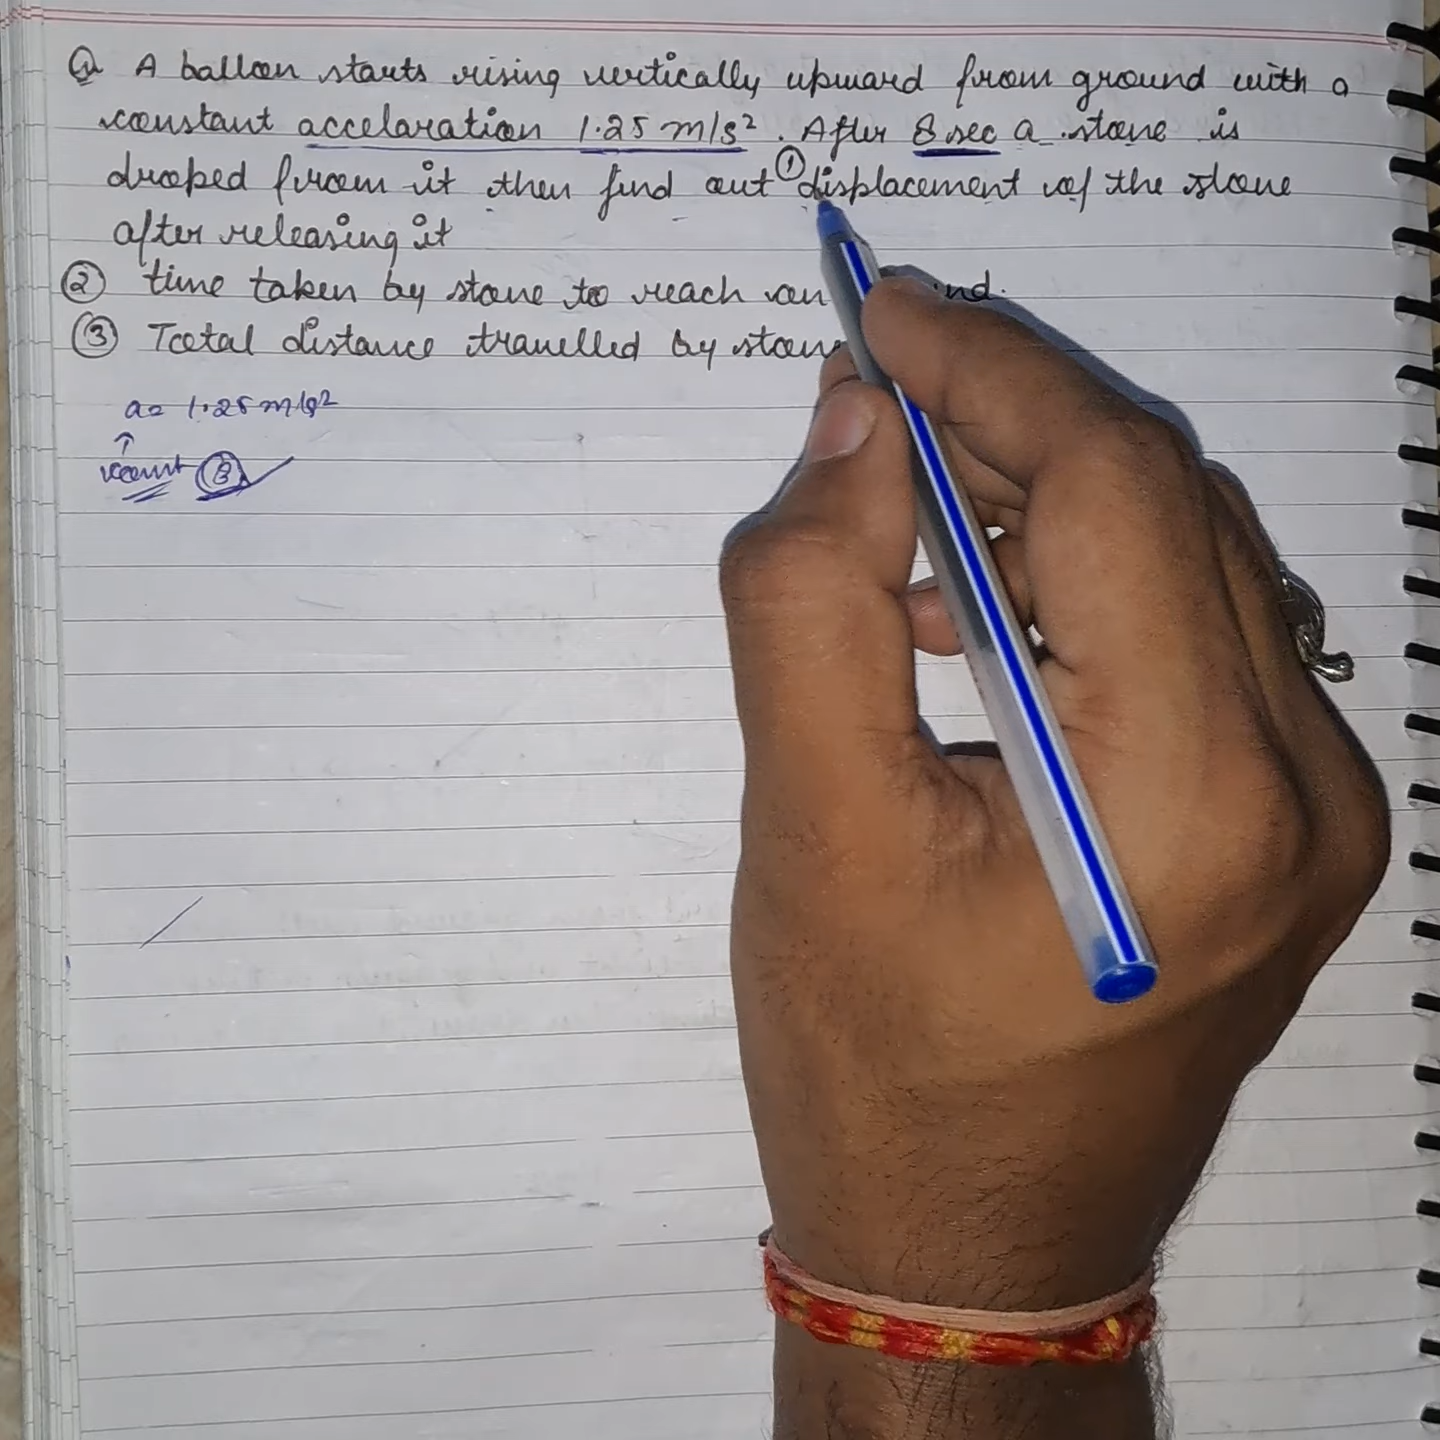 Q A balloon starts rising vertically upward from ground with a
constant accelaration 1.25 m/s². After 8 sec a stone is
droped from it then find out ① displacement of the stone
after releasing it
② time taken by stone to reach on nd.
③ Total distance travelled by ston
a= 1.25 m/s²
↑
const 8